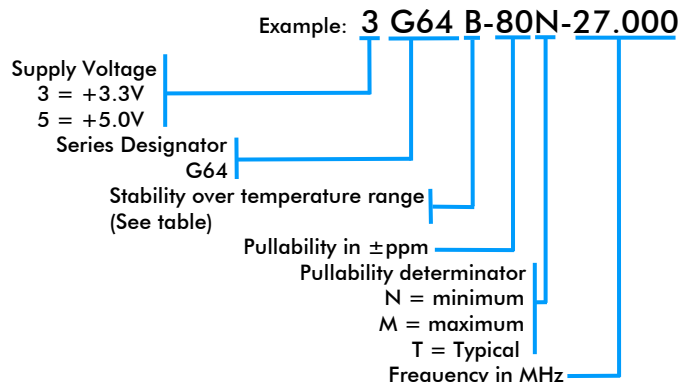 Example: 3 G64 B-80N-27.000
Supply Voltage
3 = +3.3V
5 = +5.0V
Series Designator
G64
Stability over temperature range
(See table)
Pullability in ±ppm
Pullability determinator
N = minimum
M = maximum
T = Typical
Frequency in MHz